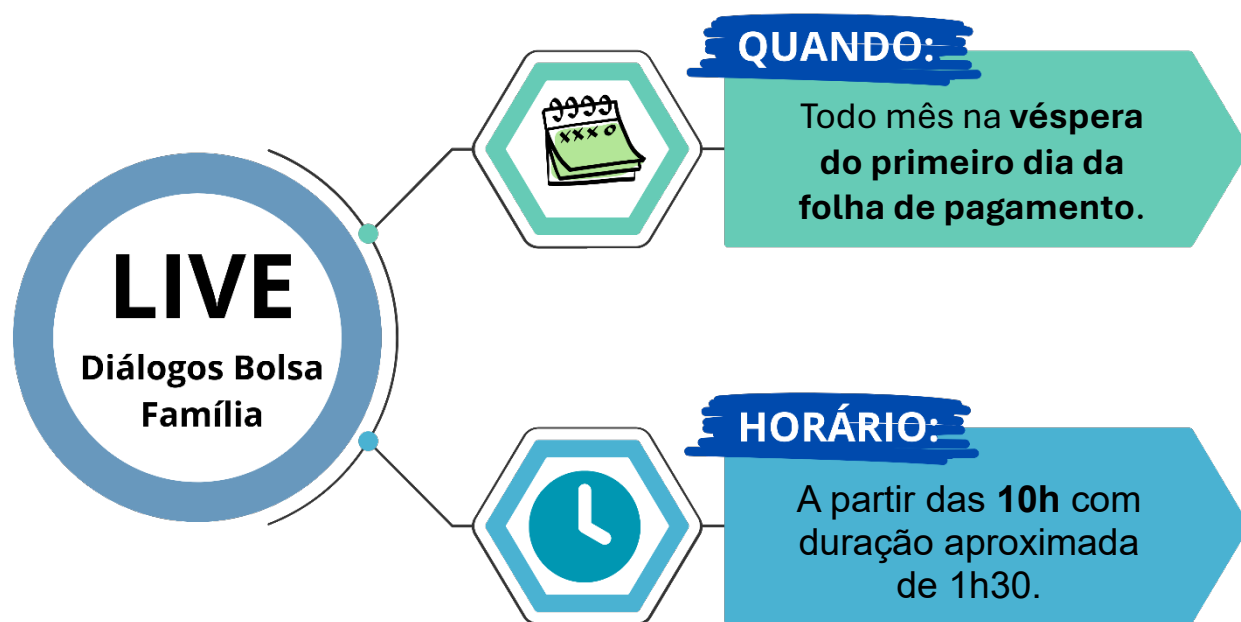 LIVE
Diálogos Bolsa
Família
QUANDO:
Todo mês na véspera
do primeiro dia da
folha de pagamento.
HORÁRIO:
A partir das 10h com
duração aproximada
de 1h30.